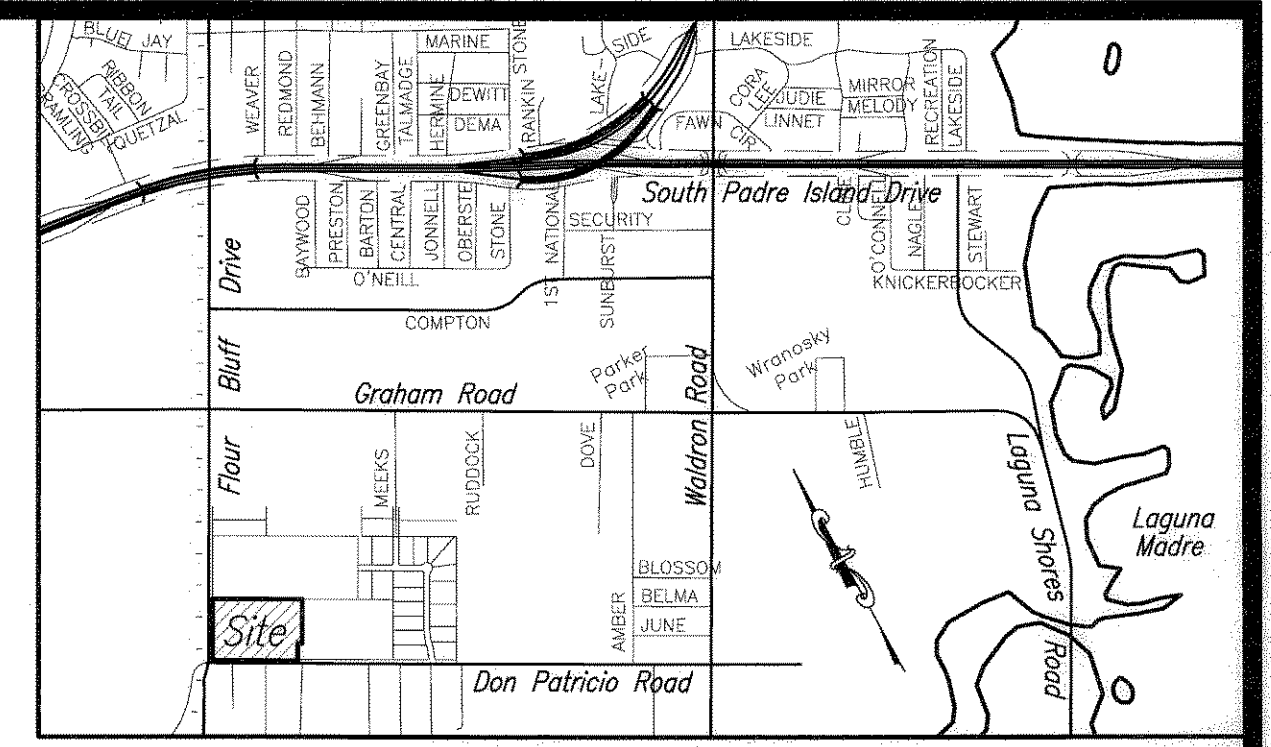 BLUE JAY
RIBBON
TAIL
CROSSBILL
BRAMLING
QUETZAL
WEAVER
REDMOND
BEHMANN
GREENBAY
TALMADGE
HERMINE
MARINE
DEWITT
DEMA
RANKIN
STONE
LAKE-
SIDE
LAKESIDE
CORA
LEE
JUDIE
LINNET
MIRROR
MELODY
RECREATION
LAKESIDE
FAWN
CIR
South Padre Island Drive
BAYWOOD
PRESTON
BARTON
CENTRAL
JONNELL
OBERSTE
STONE
O'NEILL
1ST NATIONAL
SECURITY
SUNBURST
O'CONNELL
NAGLE
STEWART
KNICKERBOCKER
COMPTON
Flour Bluff Drive
Parker
Park
Wranosky
Park
Graham Road
Waldron Road
MEEKS
RUDDOCK
DOVE
HUMBLE
Laguna Shores Road
Laguna
Madre
BLOSSOM
BELMA
JUNE
AMBER
Site
Don Patricio Road